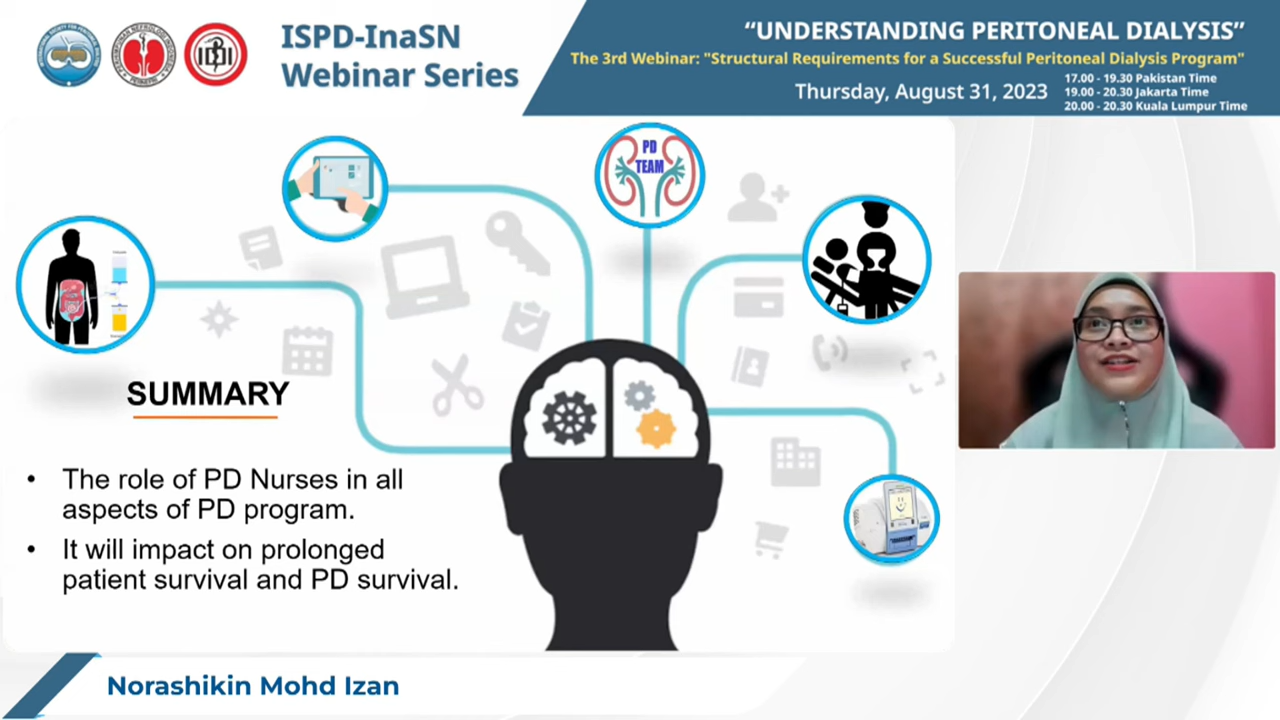 ISPD-InaSN
Webinar Series
“UNDERSTANDING PERITONEAL DIALYSIS”
The 3rd Webinar: "Structural Requirements for a Successful Peritoneal Dialysis Program"
Thursday, August 31, 2023
17.00 - 19.30 Pakistan Time
19.00 - 20.30 Jakarta Time
20.00 - 20.30 Kuala Lumpur Time
PD
TEAM
SUMMARY
• The role of PD Nurses in all
aspects of PD program.
• It will impact on prolonged
patient survival and PD survival.
Norashikin Mohd Izan